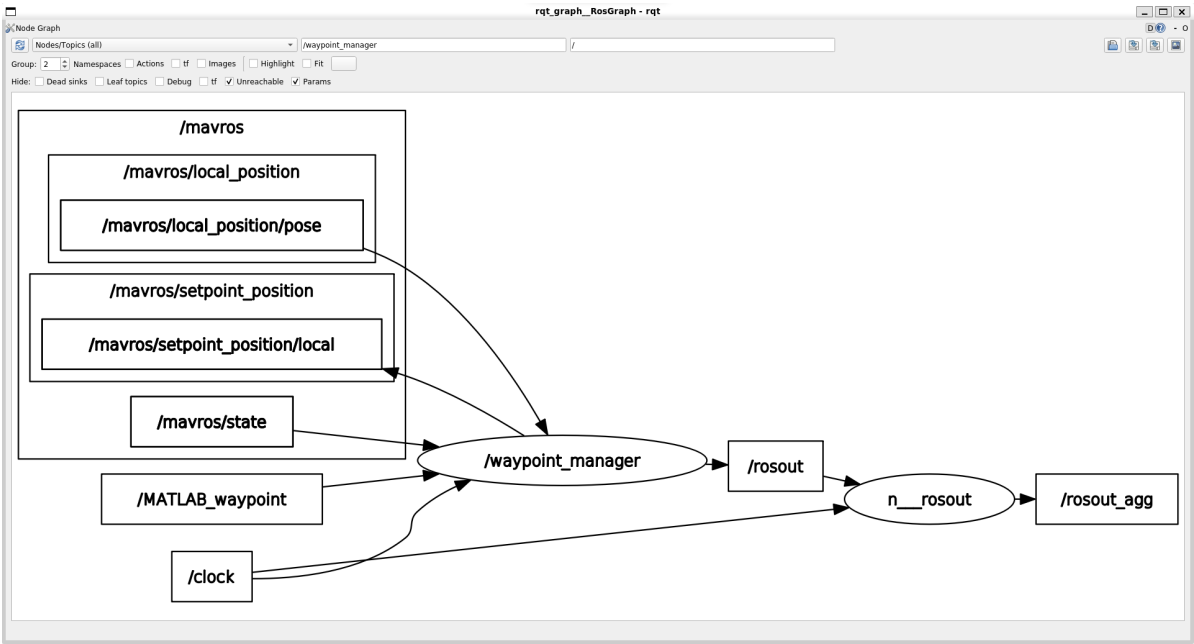 rqt_graph__RosGraph - rqt
Node Graph
D ? - O
Nodes/Topics (all) /waypoint_manager /
Group: 2 Namespaces Actions tf Images Highlight Fit
Hide: Dead sinks Leaf topics Debug tf Unreachable Params
/mavros
/mavros/local_position
/mavros/local_position/pose
/mavros/setpoint_position
/mavros/setpoint_position/local
/mavros/state
/waypoint_manager
/rosout
/MATLAB_waypoint
n___rosout
/rosout_agg
/clock